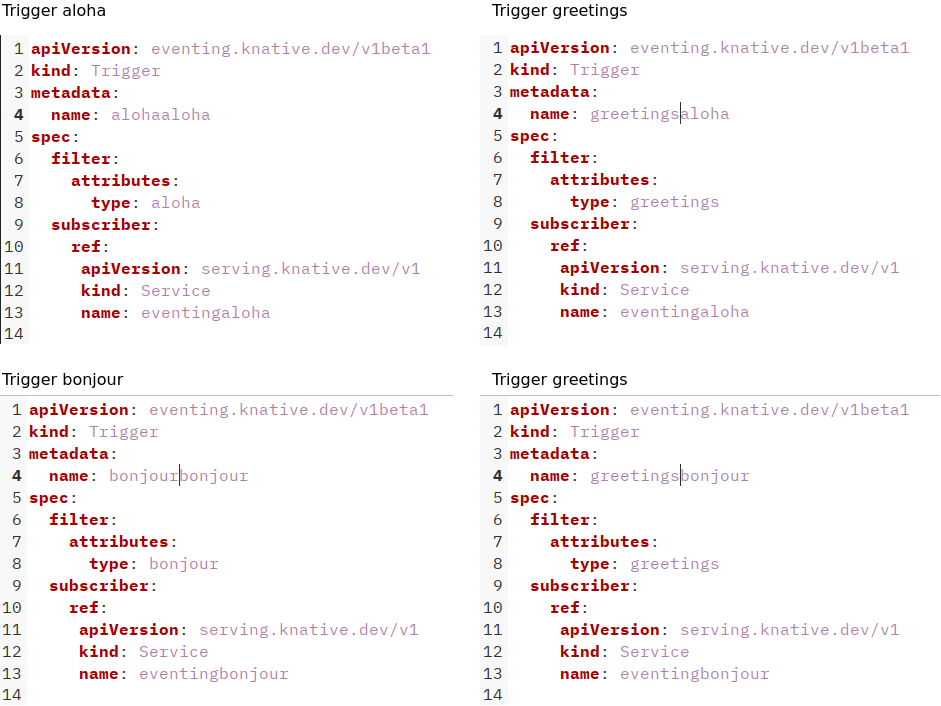 Trigger aloha
1 apiVersion: eventing.knative.dev/v1beta1
2 kind: Trigger
3 metadata:
4   name: alohaaloha
5 spec:
6   filter:
7     attributes:
8       type: aloha
9   subscriber:
10     ref:
11      apiVersion: serving.knative.dev/v1
12      kind: Service
13      name: eventingaloha
14
Trigger greetings
1 apiVersion: eventing.knative.dev/v1beta1
2 kind: Trigger
3 metadata:
4   name: greetingsaloha
5 spec:
6   filter:
7     attributes:
8       type: greetings
9   subscriber:
10     ref:
11      apiVersion: serving.knative.dev/v1
12      kind: Service
13      name: eventingaloha
14
Trigger bonjour
1 apiVersion: eventing.knative.dev/v1beta1
2 kind: Trigger
3 metadata:
4   name: bonjourbonjour
5 spec:
6   filter:
7     attributes:
8       type: bonjour
9   subscriber:
10     ref:
11      apiVersion: serving.knative.dev/v1
12      kind: Service
13      name: eventingbonjour
14
Trigger greetings
1 apiVersion: eventing.knative.dev/v1beta1
2 kind: Trigger
3 metadata:
4   name: greetingsbonjour
5 spec:
6   filter:
7     attributes:
8       type: greetings
9   subscriber:
10     ref:
11      apiVersion: serving.knative.dev/v1
12      kind: Service
13      name: eventingbonjour
14